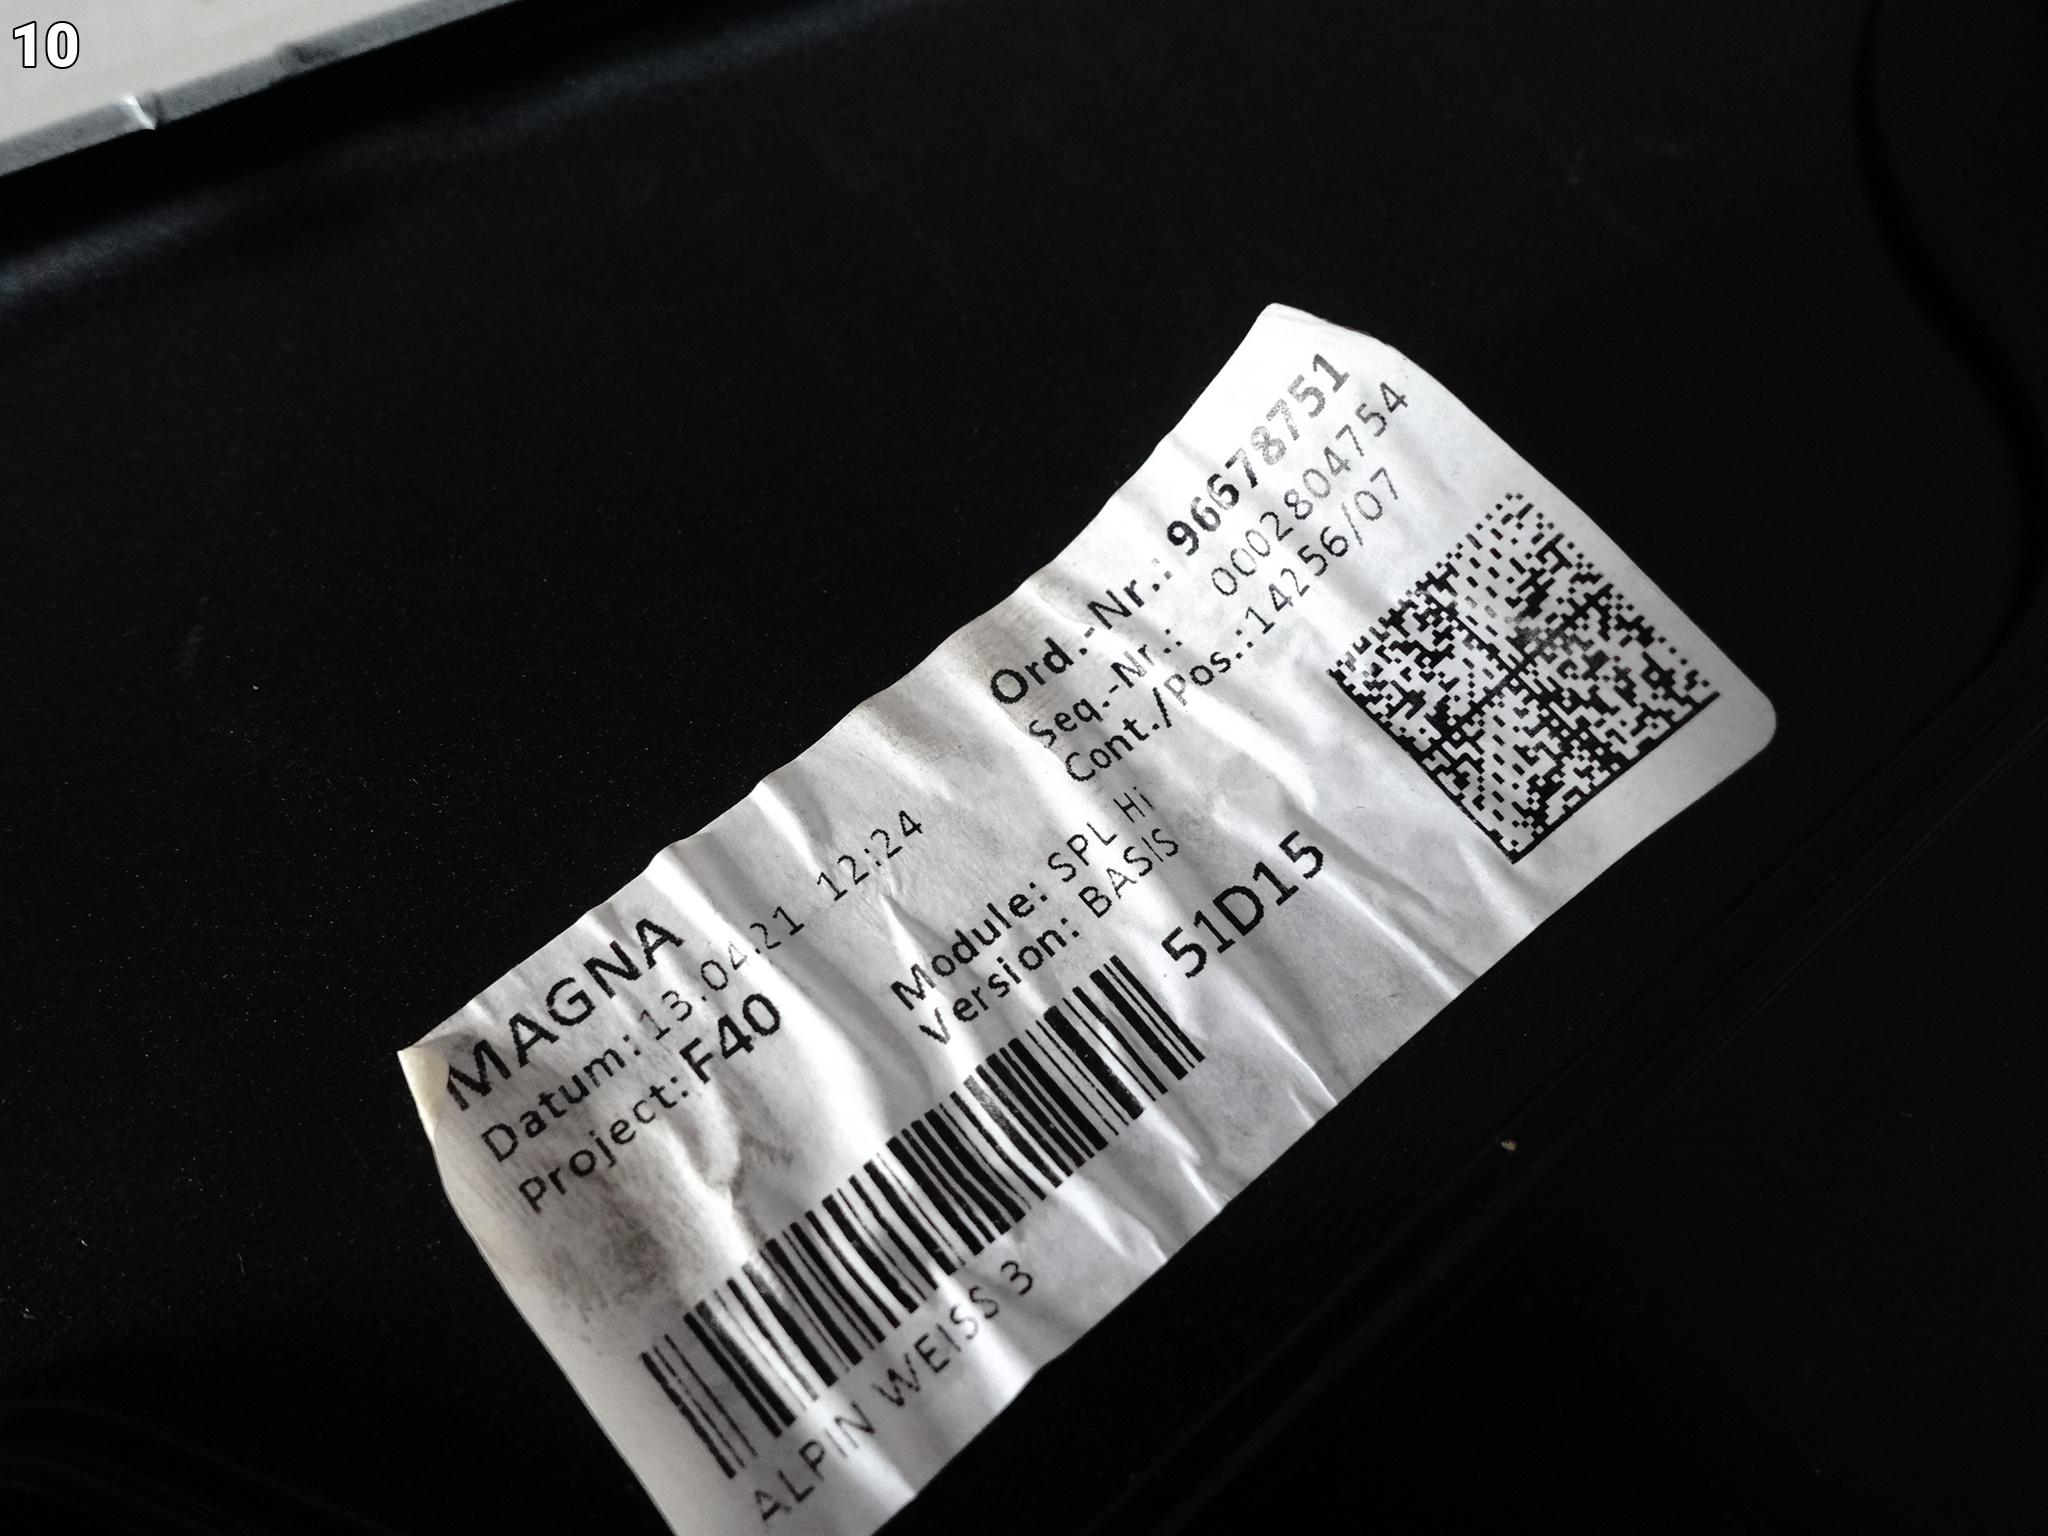 10
MAGNA
Datum: 13.04.21 12:24
Project: F40
Ord.-Nr.: 96678751
Seq.-Nr.: 0002804754
Cont./Pos.:14256/07
Module: SPL Hi
Version: BASIS
51D15
ALPIN WEISS 3